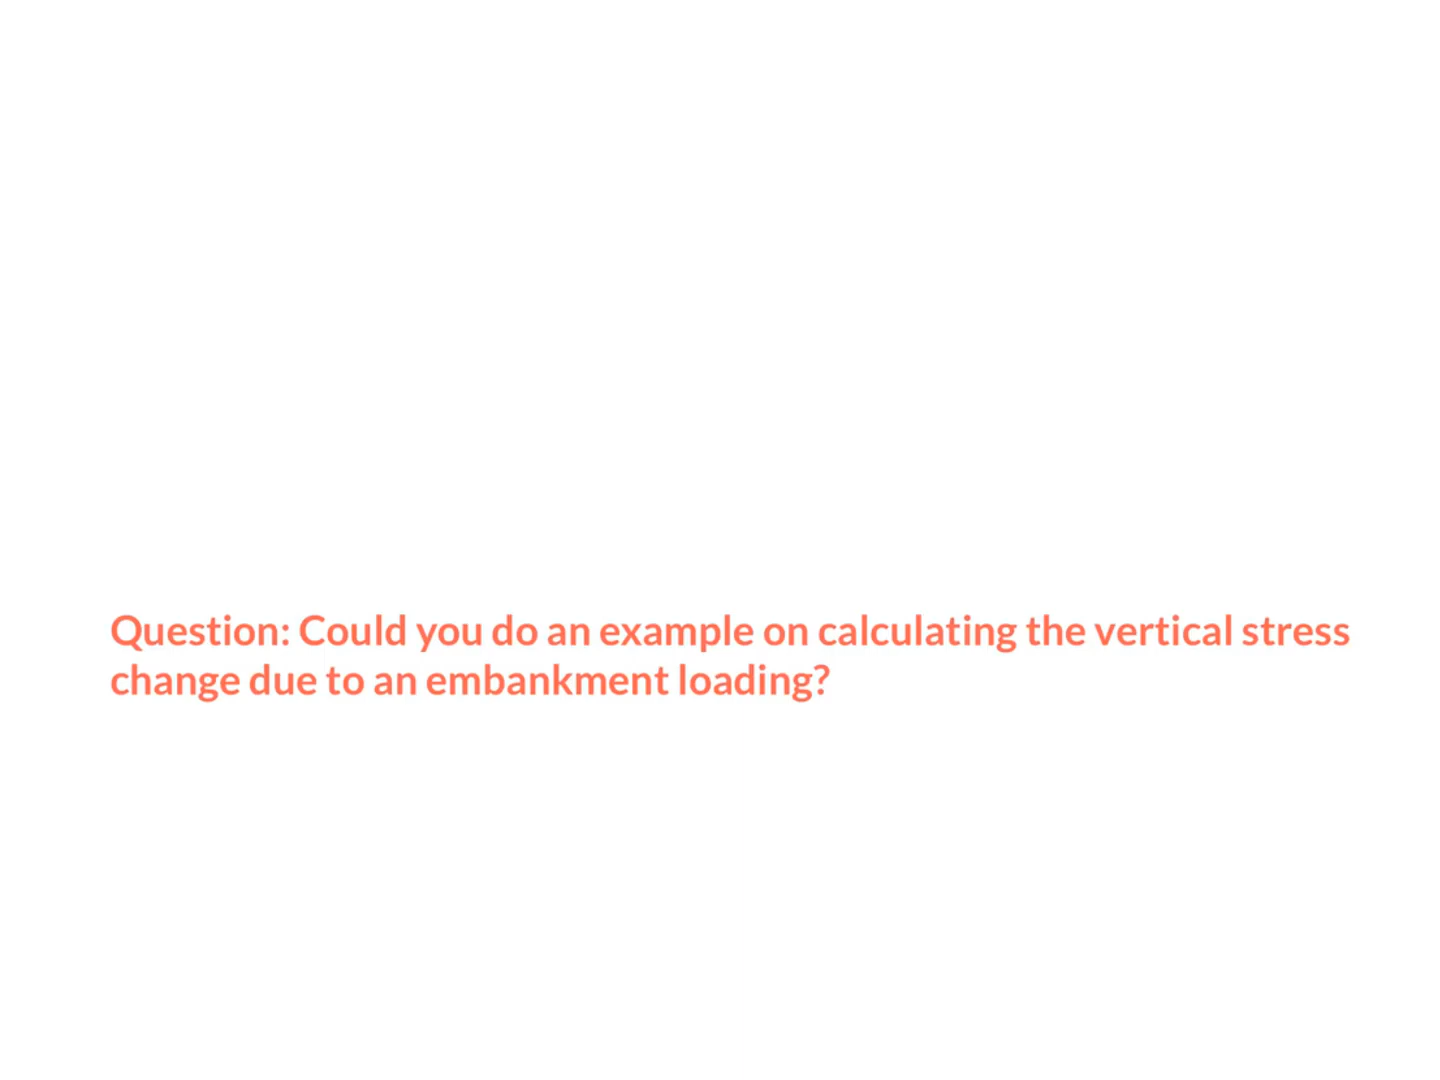 Question: Could you do an example on calculating the vertical stress
change due to an embankment loading?